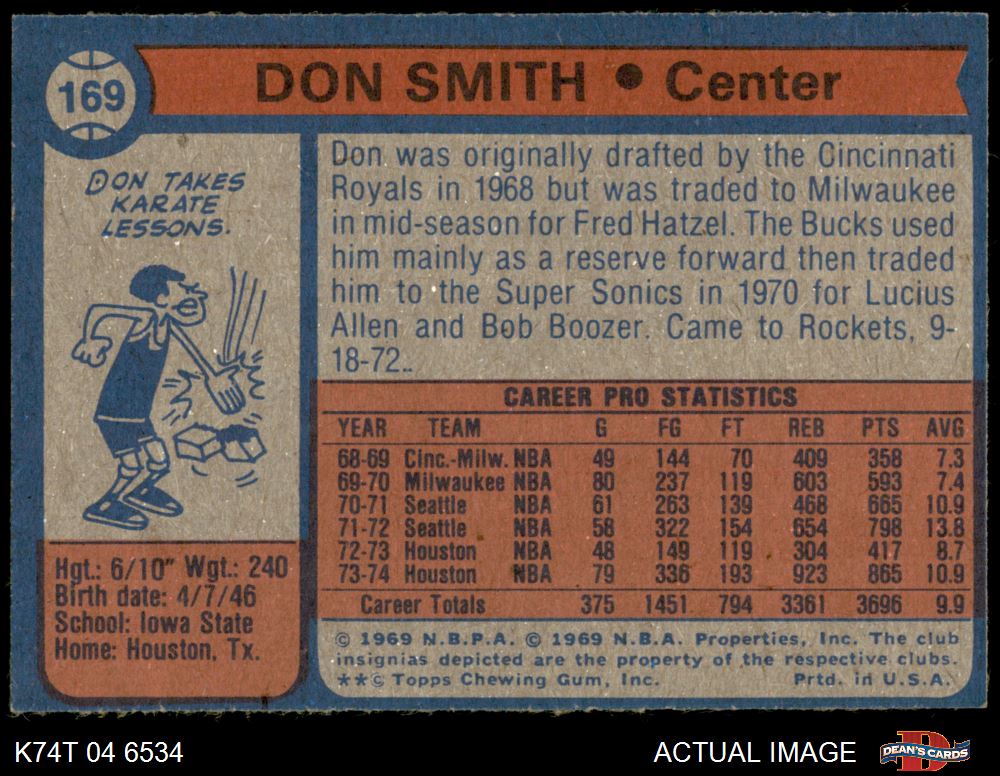 169
DON SMITH • Center
DON TAKES
KARATE
LESSONS.
Don was originally drafted by the Cincinnati
Royals in 1968 but was traded to Milwaukee
in mid-season for Fred Hatzel. The Bucks used
him mainly as a reserve forward then traded
him to the Super Sonics in 1970 for Lucius
Allen and Bob Boozer. Came to Rockets, 9-
18-72..
Hgt.: 6/10" Wgt.: 240
Birth date: 4/7/46
School: Iowa State
Home: Houston, Tx.
CAREER PRO STATISTICS
YEAR TEAM G FG FT REB PTS AVG
68-69 Cinc.-Milw. NBA 49 144 70 409 358 7.3
69-70 Milwaukee NBA 80 237 119 603 593 7.4
70-71 Seattle NBA 61 263 139 468 665 10.9
71-72 Seattle NBA 58 322 154 654 798 13.8
72-73 Houston NBA 48 149 119 304 417 8.7
73-74 Houston NBA 79 336 193 923 865 10.9
Career Totals 375 1451 794 3361 3696 9.9
© 1969 N.B.P.A. © 1969 N.B.A. Properties, Inc. The club
insignias depicted are the property of the respective clubs.
**© Topps Chewing Gum, Inc. Prtd. in U.S.A.
K74T 04 6534
ACTUAL IMAGE
D
DEAN'S CARDS